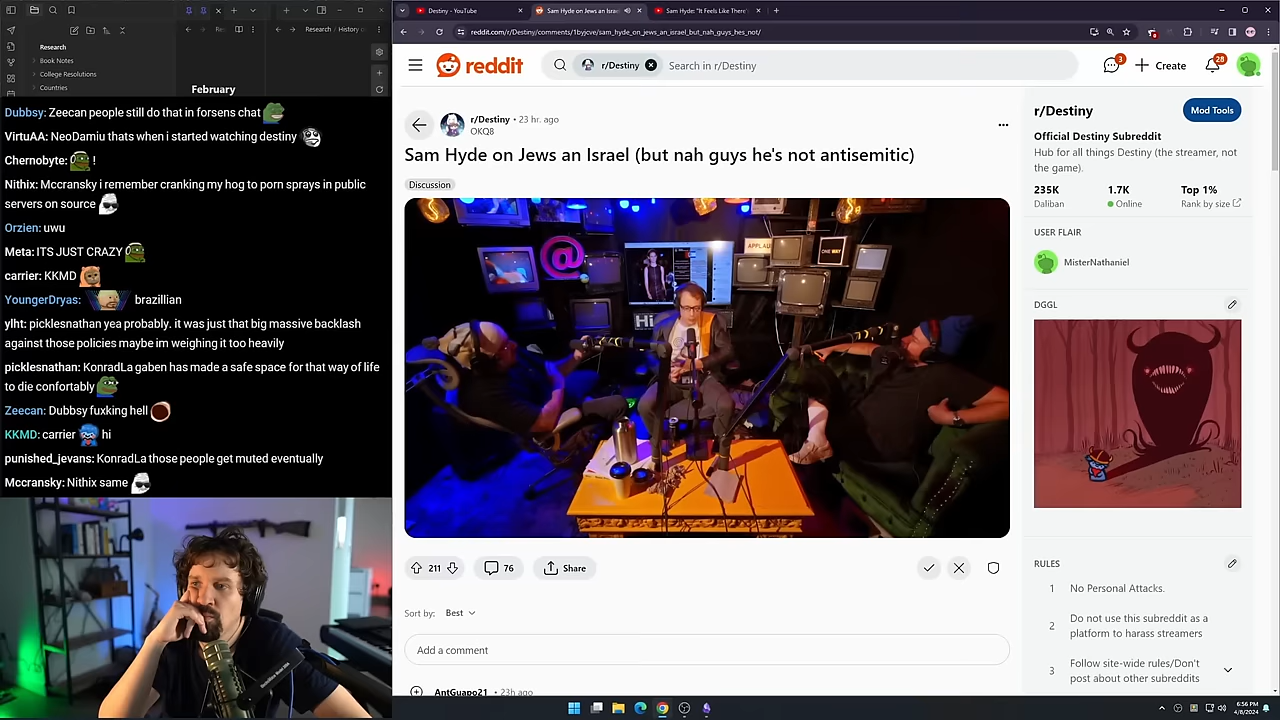 Destiny - YouTube
Sam Hyde on Jews an Israel
Sam Hyde: "It Feels Like There'
Res...
Research / History
reddit.com/r/Destiny/comments/1byjcve/sam_hyde_on_jews_an_israel_but_nah_guys_hes_not/
Research
Book Notes
College Resolutions
Countries
February
Dubbsy: Zeecan people still do that in forsens chat
VirtuAA: NeoDamiu thats when i started watching destiny
Chernobyte: !
Nithix: Mccransky i remember cranking my hog to porn sprays in public
servers on source
Orzien: uwu
Meta: ITS JUST CRAZY
carrier: KKMD
YoungerDryas: brazillian
ylht: picklesnathan yea probably. it was just that big massive backlash
against those policies maybe im weighing it too heavily
picklesnathan: KonradLa gaben has made a safe space for that way of life
to die confortably
Zeecan: Dubbsy fuxking hell
KKMD: carrier hi
punished_jevans: KonradLa those people get muted eventually
Mccransky: Nithix same
reddit
r/Destiny
Search in r/Destiny
3
Create
28
r/Destiny • 23 hr. ago
OKQB
Sam Hyde on Jews an Israel (but nah guys he's not antisemitic)
Discussion
@
APPLAU
ONE WAY
Hi
211
76
Share
Sort by: Best
Add a comment
AntGuapo21 • 23h ago
r/Destiny
Mod Tools
Official Destiny Subreddit
Hub for all things Destiny (the streamer, not
the game).
235K 1.7K Top 1%
Daliban Online Rank by size
USER FLAIR
MisterNathaniel
DGGL
RULES
1 No Personal Attacks.
2 Do not use this subreddit as a
platform to harass streamers
3 Follow site-wide rules/Don't
post about other subreddits
6:56 PM
4/8/2024